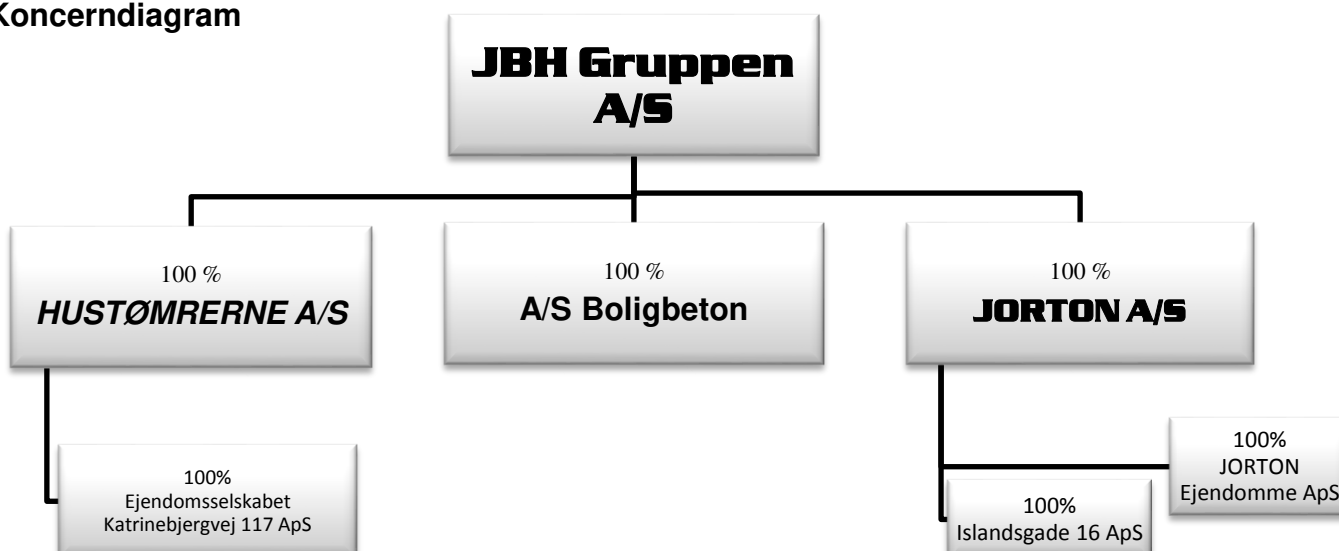 Koncerndiagram
JBH Gruppen
A/S
100 %
HUSTØMRERNE A/S
100 %
A/S Boligbeton
100 %
JORTON A/S
100%
Ejendomsselskabet
Katrinebjergvej 117 ApS
100%
Islandsgade 16 ApS
100%
JORTON
Ejendomme ApS